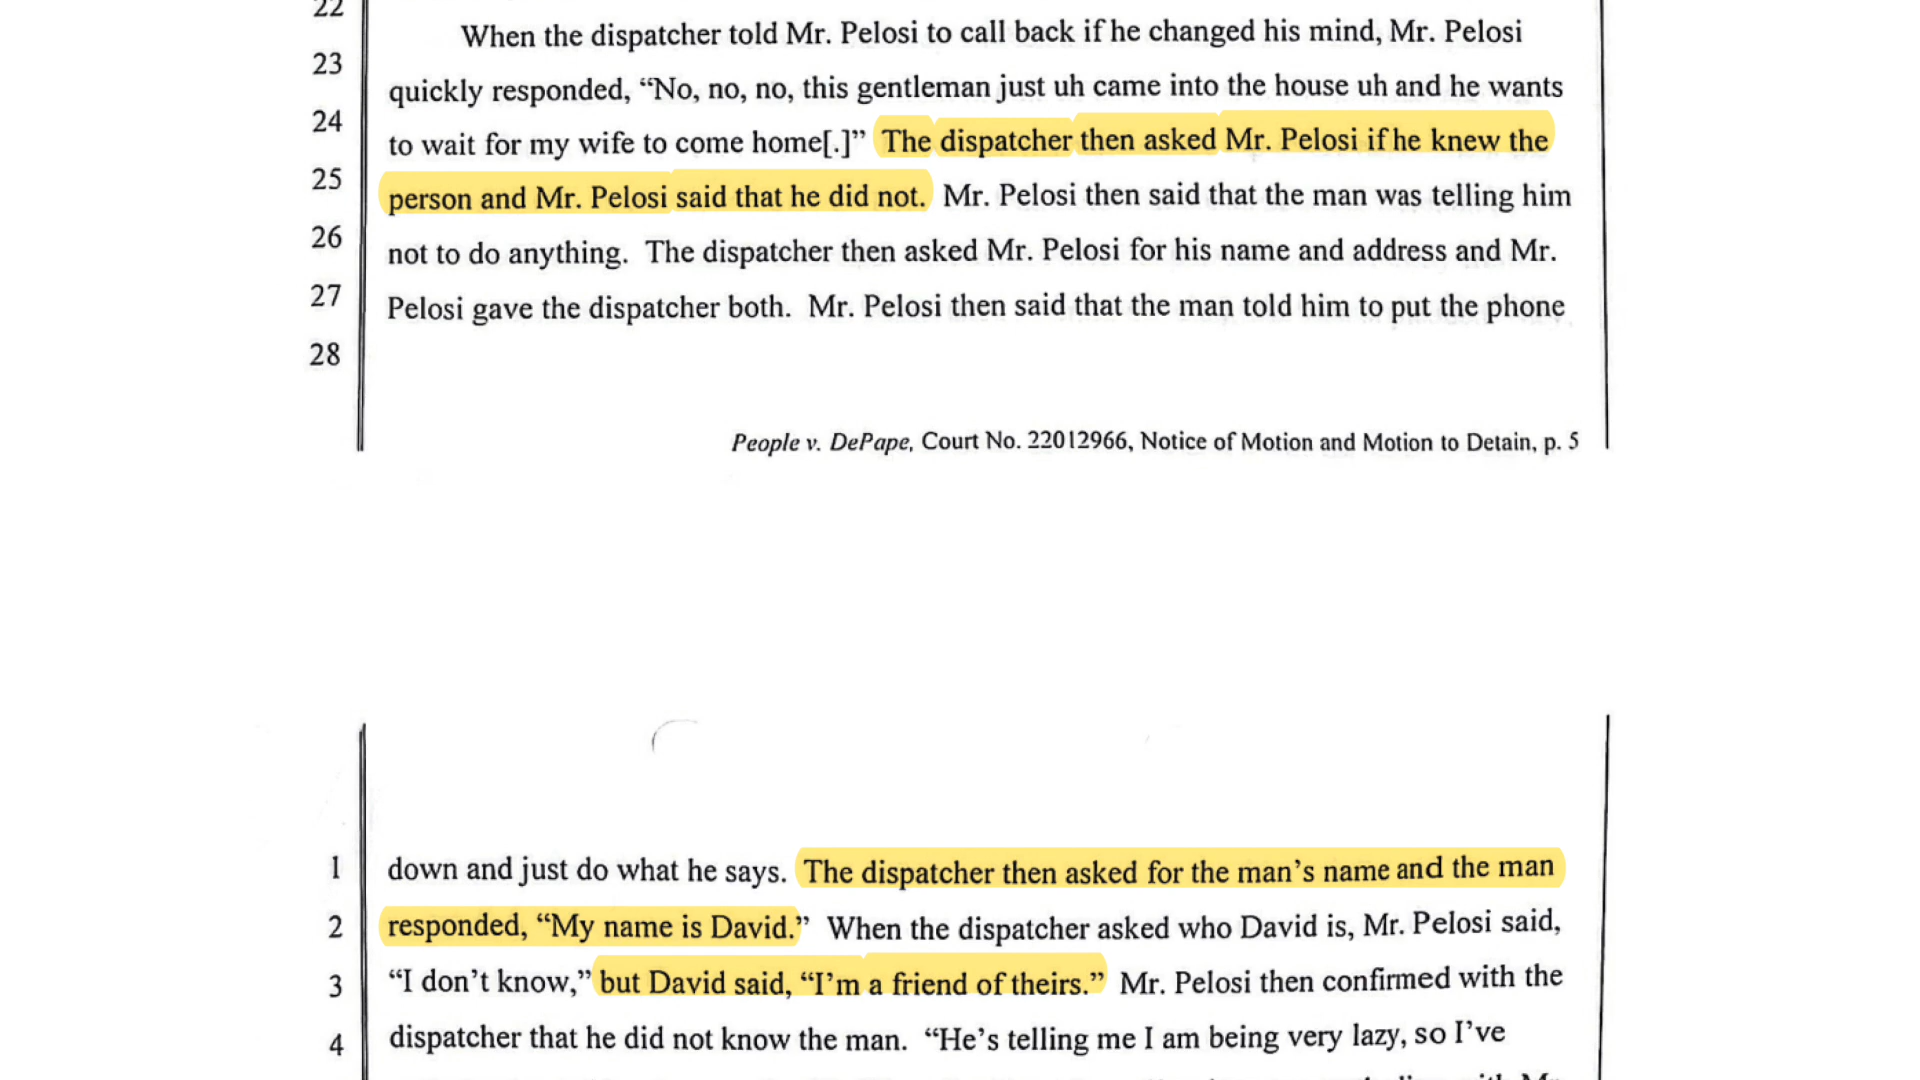 22
When the dispatcher told Mr. Pelosi to call back if he changed his mind, Mr. Pelosi
23
quickly responded, “No, no, no, this gentleman just uh came into the house uh and he wants
24
to wait for my wife to come home[.]” The dispatcher then asked Mr. Pelosi if he knew the
25
person and Mr. Pelosi said that he did not. Mr. Pelosi then said that the man was telling him
26
not to do anything. The dispatcher then asked Mr. Pelosi for his name and address and Mr.
27
Pelosi gave the dispatcher both. Mr. Pelosi then said that the man told him to put the phone
28
People v. DePape, Court No. 22012966, Notice of Motion and Motion to Detain, p. 5
1 down and just do what he says. The dispatcher then asked for the man’s name and the man
2 responded, “My name is David.” When the dispatcher asked who David is, Mr. Pelosi said,
3 “I don’t know,” but David said, “I’m a friend of theirs.” Mr. Pelosi then confirmed with the
4 dispatcher that he did not know the man. “He’s telling me I am being very lazy, so I’ve